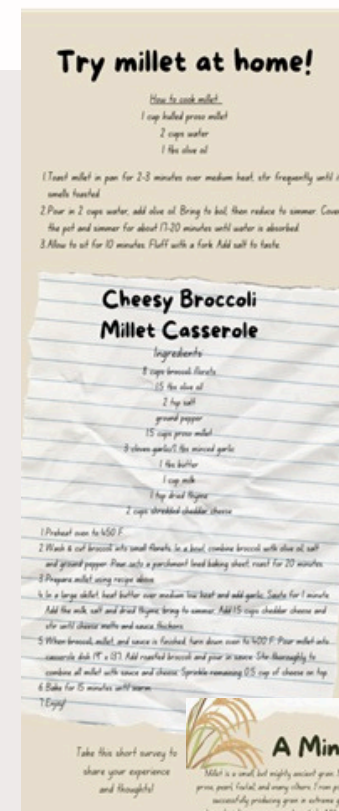 Try millet at home!
How to cook millet
1 cup hulled proso millet
2 cups water
1 tbs olive oil
1.Toast millet in pan for 2-3 minutes over medium heat, stir frequently until
smells toasted
2.Pour in 2 cups water, add olive oil. Bring to boil, then reduce to simmer. Cover
the pot and simmer for about 17-20 minutes until water is absorbed
3.Allow to sit for 10 minutes. Fluff with a fork. Add salt to taste
Cheesy Broccoli
Millet Casserole
Ingredients
8 cups broccoli florets
1.5 tbs olive oil
2 tsp salt
ground pepper
1.5 cups proso millet
3 cloves garlic/1 tbs minced garlic
1 tbs butter
1 cup milk
1 tsp dried thyme
2 cups shredded cheddar cheese
1.Preheat oven to 450 F
2.Wash & cut broccoli into small florets. In a bowl, combine broccoli with olive oil, salt
and ground pepper. Pour onto a parchment lined baking sheet, roast for 20 minutes
3.Prepare millet using recipe above
4.In a large skillet, heat butter over medium low heat and add garlic. Saute for 1 minute.
Add the milk, salt and dried thyme, bring to simmer. Add 1.5 cups cheddar cheese and
stir until cheese melts and sauce thickens
5.When broccoli, millet, and sauce is finished, turn down oven to 400 F. Pour millet into
casserole dish Add roasted broccoli and pour in sauce. Stir thoroughly to
combine all millet with sauce and cheese. Sprinkle remaining 0.5 cup of cheese on top
6.Bake for 15 minutes until warm
7.Enjoy!
Take this short survey to
share your experience
and thoughts!
A Min
Millet is a small, but mighty ancient grain.
proso, pearl, foxtail, and many others. From
successfully producing grain in extreme